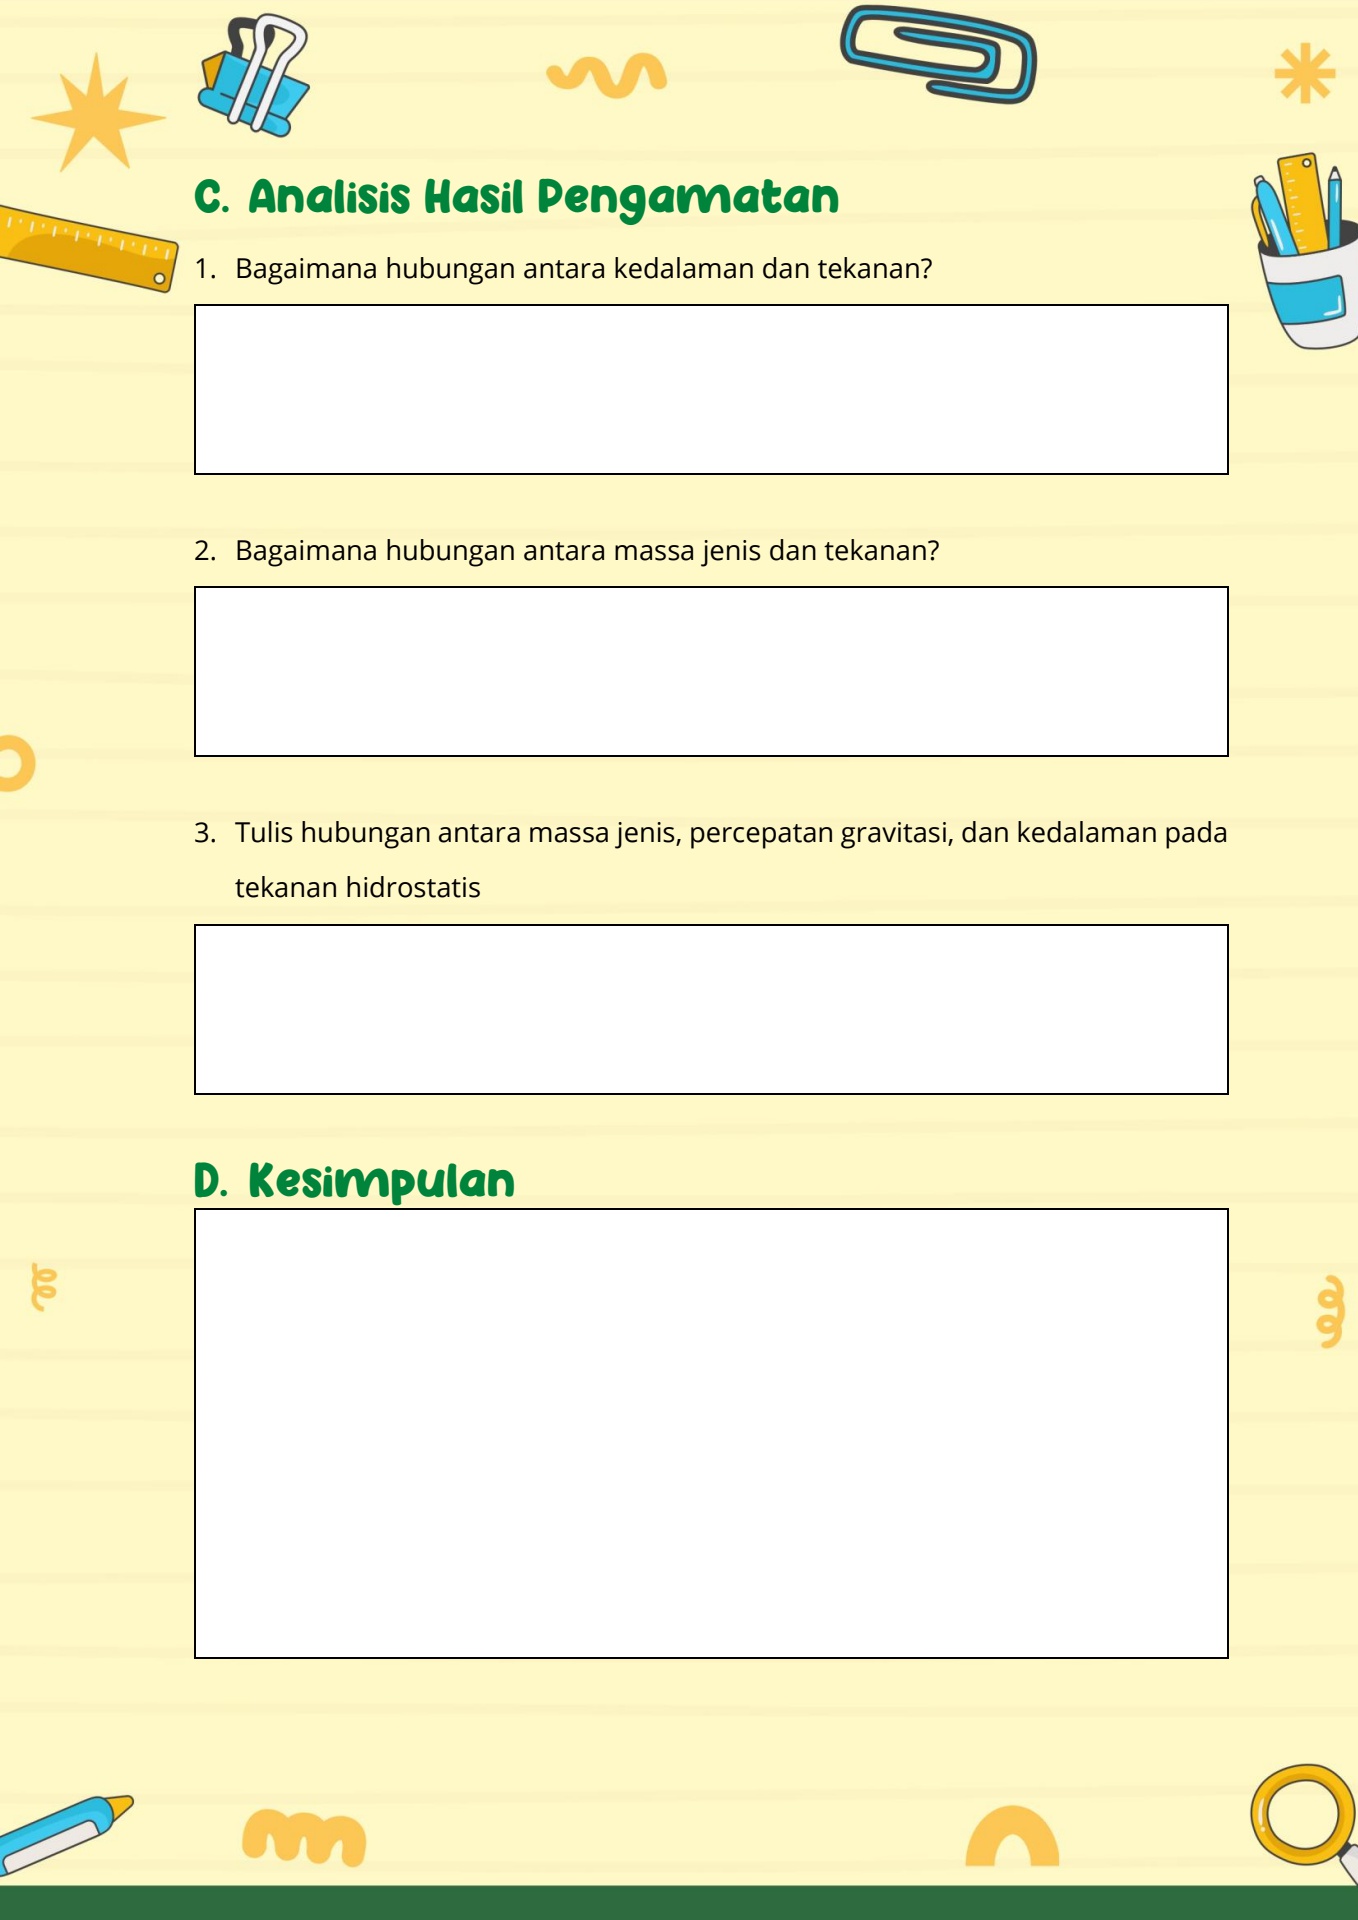 C. Analisis Hasil Pengamatan
1. Bagaimana hubungan antara kedalaman dan tekanan?
2. Bagaimana hubungan antara massa jenis dan tekanan?
3. Tulis hubungan antara massa jenis, percepatan gravitasi, dan kedalaman pada
tekanan hidrostatis
D. Kesimpulan